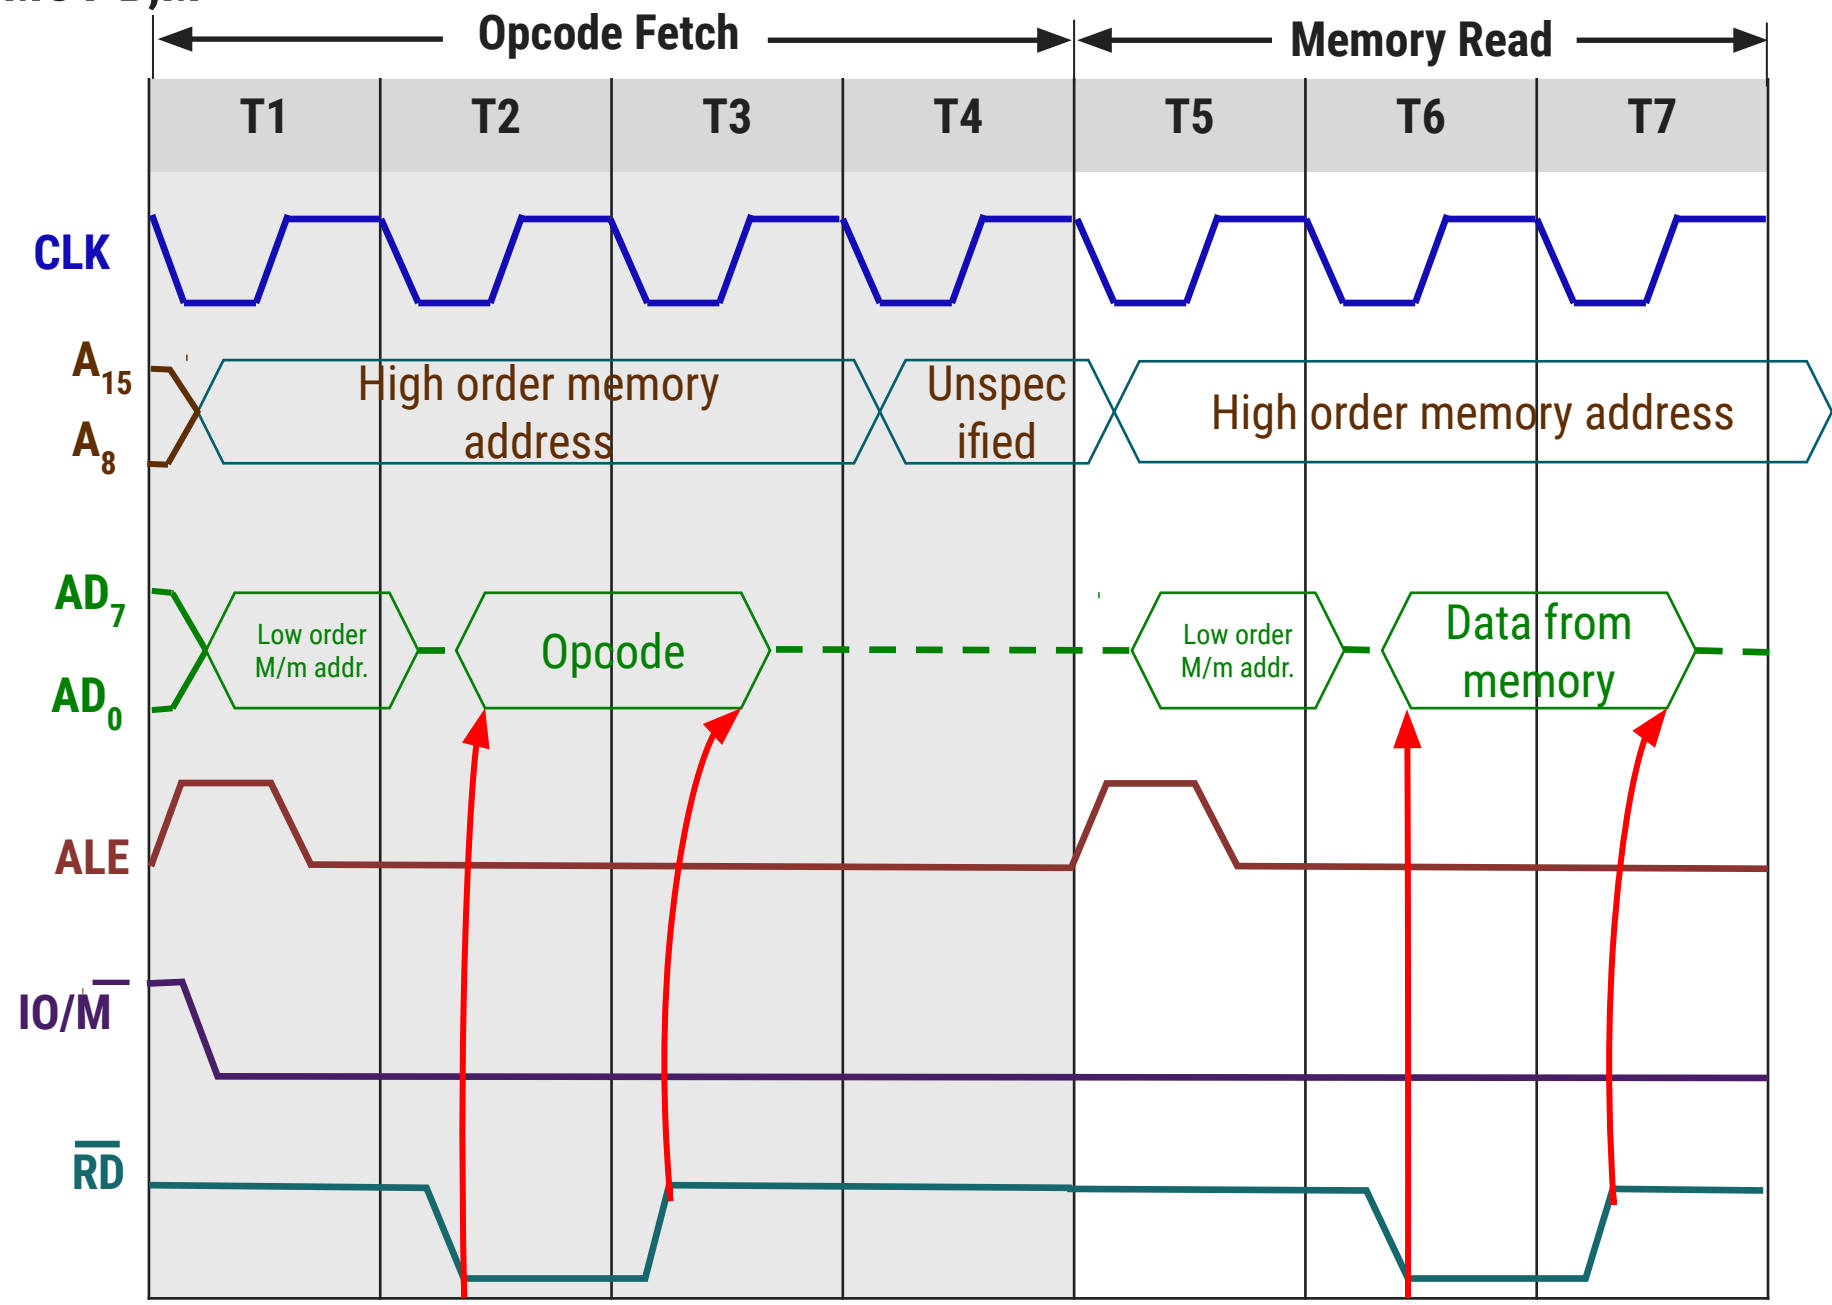 Opcode Fetch
Memory Read
T1 T2 T3 T4 T5 T6 T7
CLK
A15
A8
High order memory
address
Unspec
ified
High order memory address
AD7
AD0
Low order
M/m addr.
Opcode
Low order
M/m addr.
Data from
memory
ALE
IO/M̅
R̅D̅